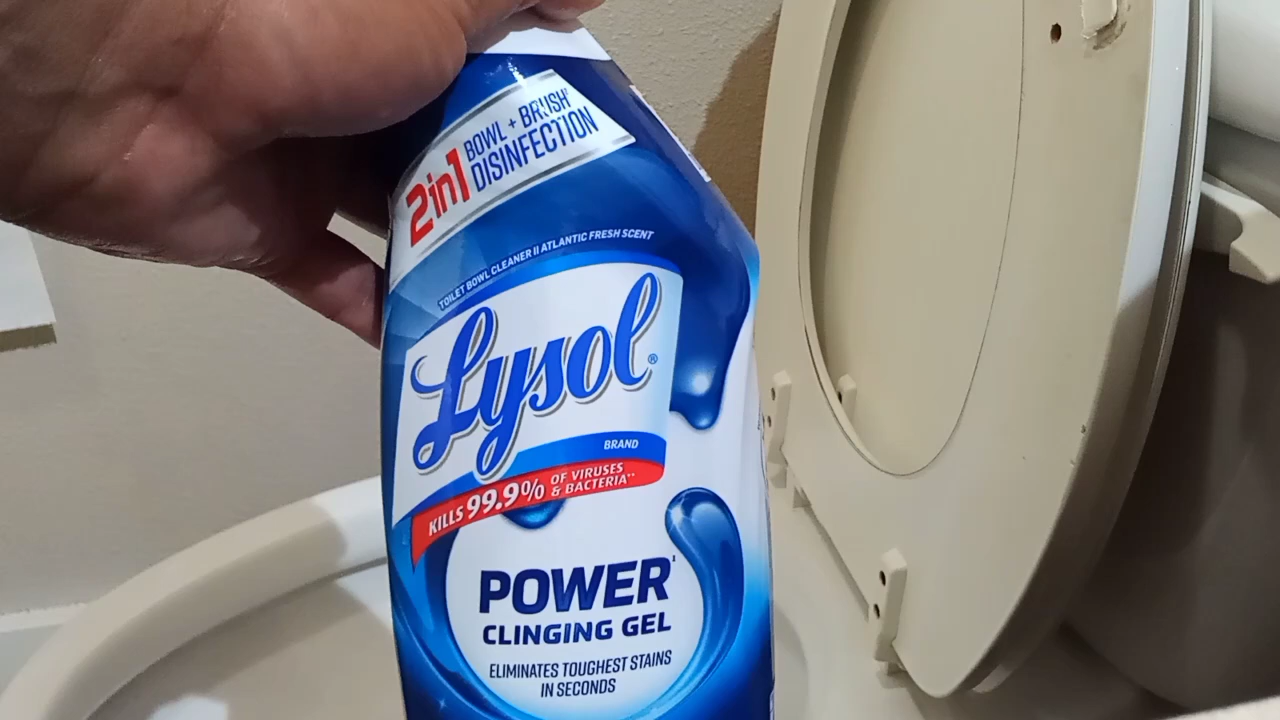 2in1 BOWL + BRUSH†
DISINFECTION
TOILET BOWL CLEANER II ATLANTIC FRESH SCENT
Lysol®
BRAND
KILLS 99.9% OF VIRUSES
& BACTERIA**
POWER¹
CLINGING GEL
ELIMINATES TOUGHEST STAINS
IN SECONDS